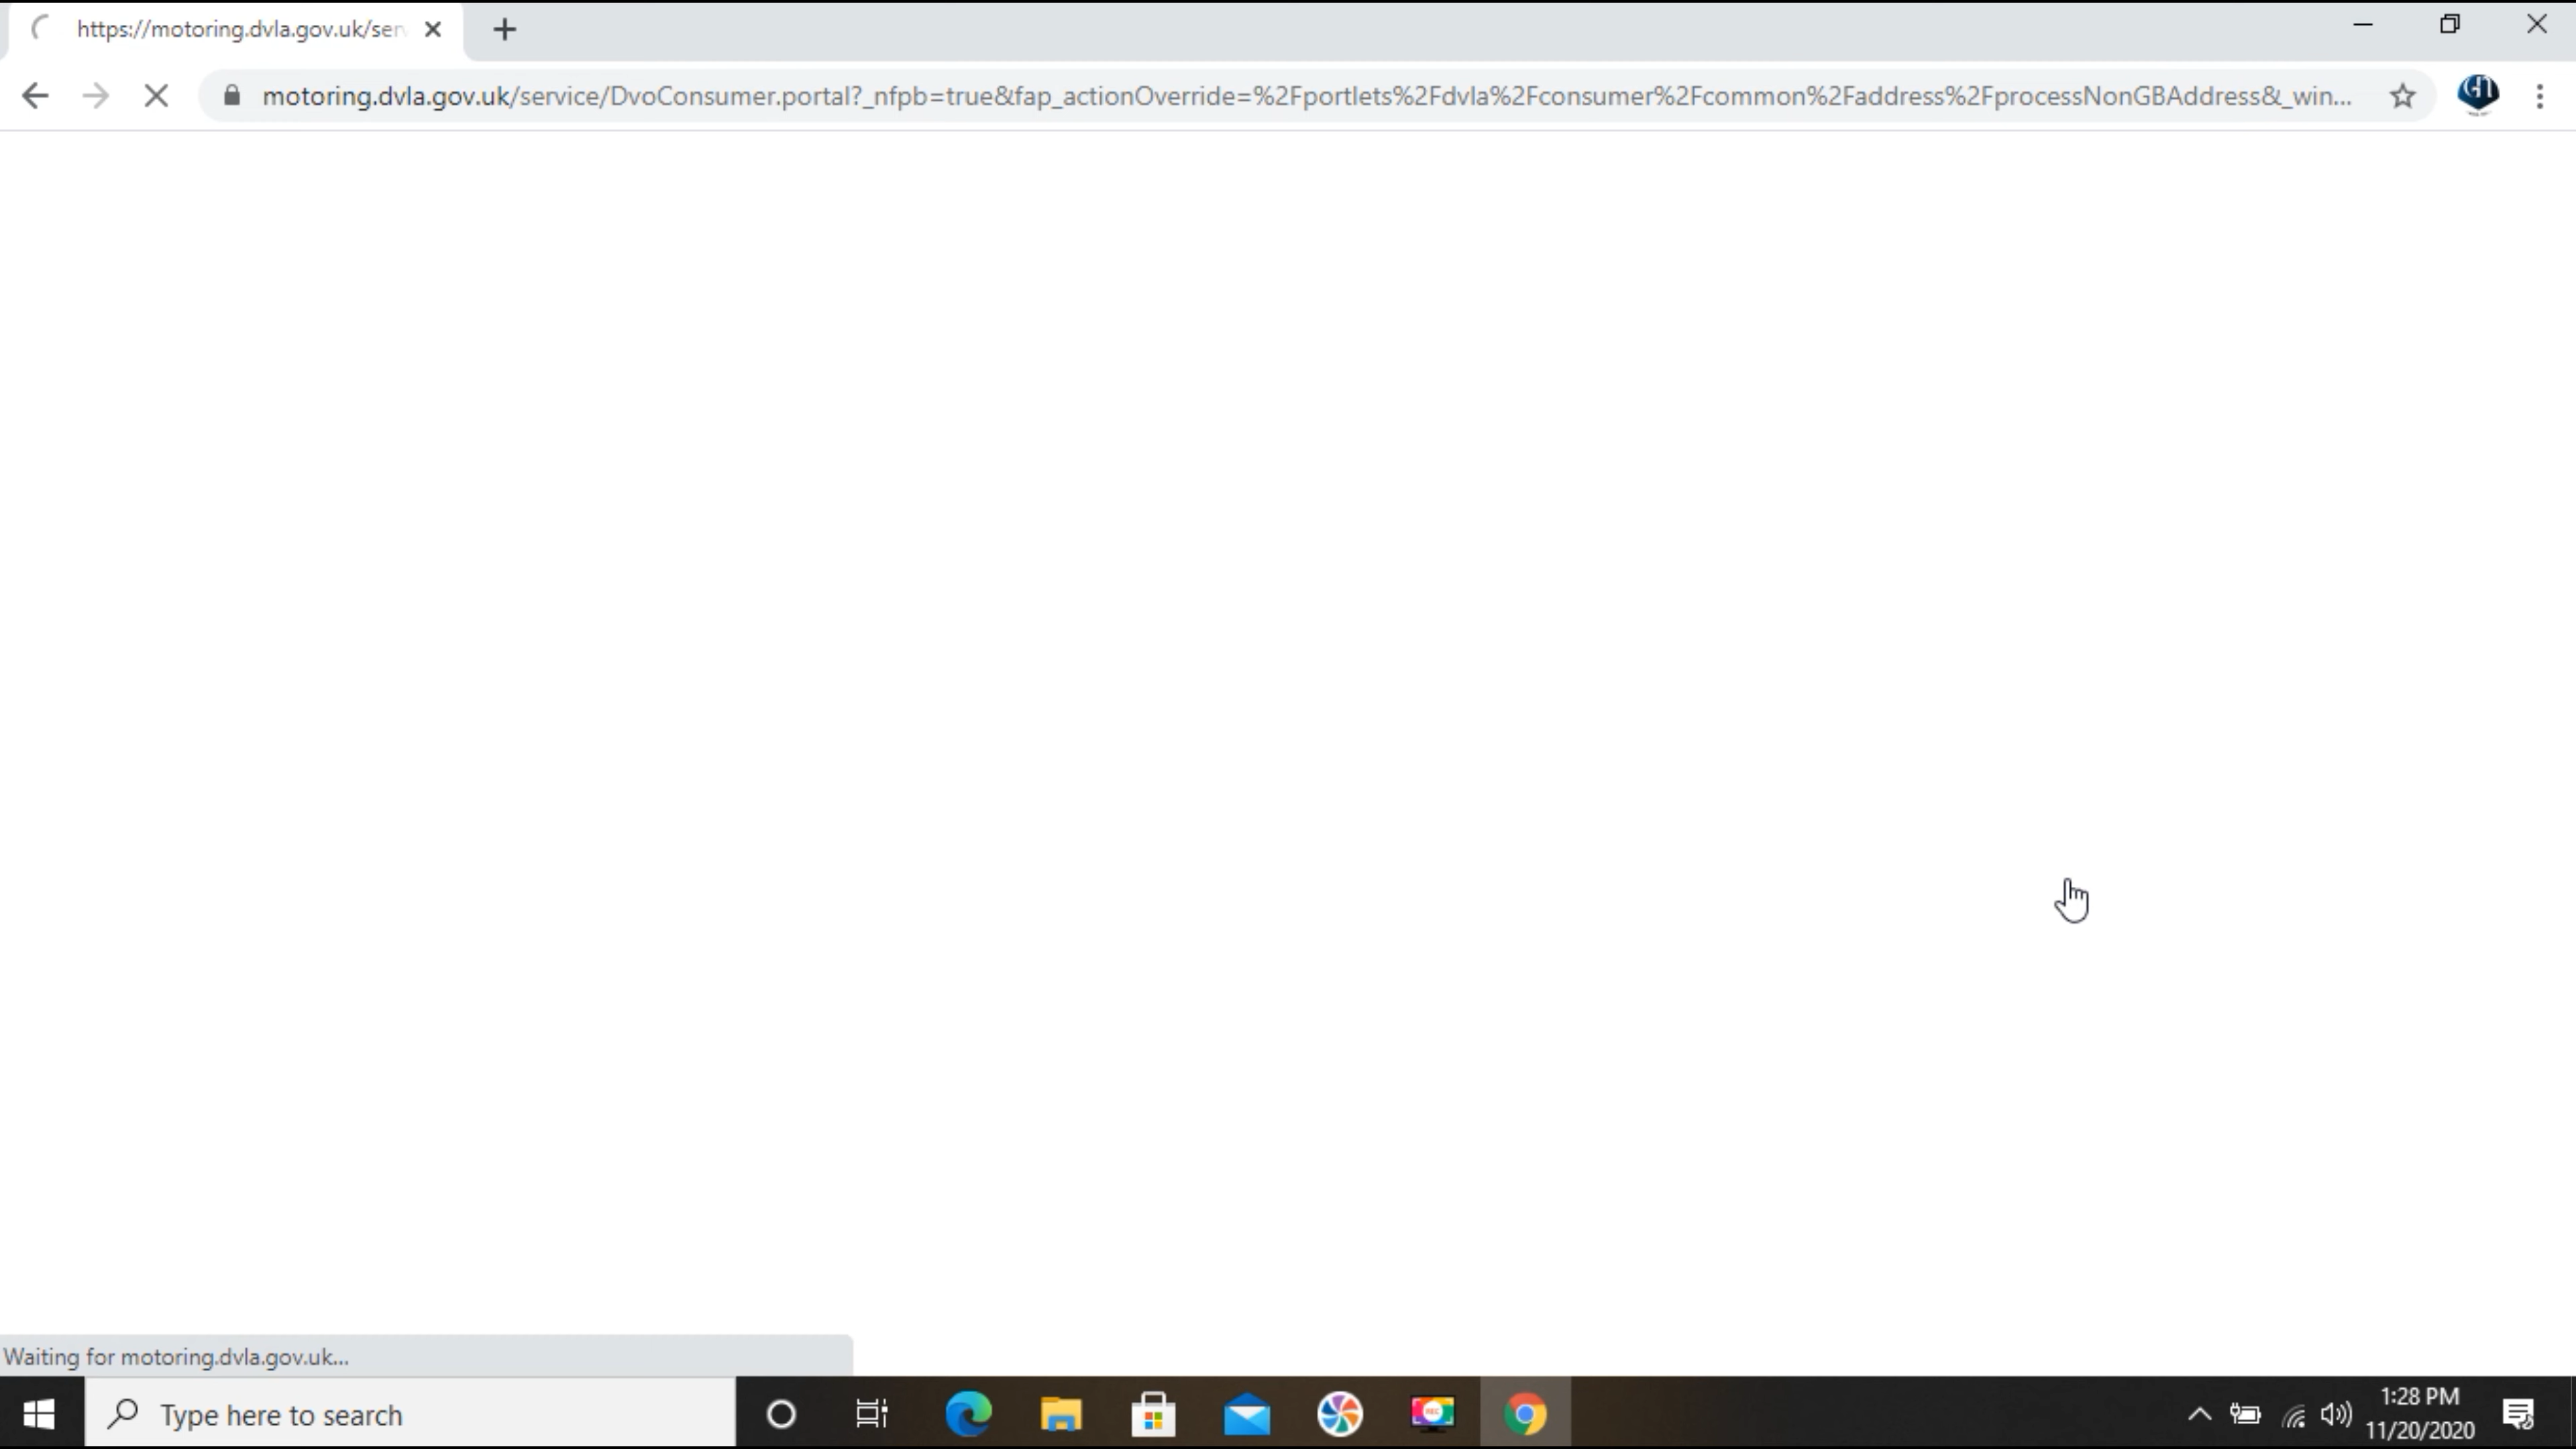 https://motoring.dvla.gov.uk/ser
motoring.dvla.gov.uk/service/DvoConsumer.portal?_nfpb=true&fap_actionOverride=%2Fportlets%2Fdvla%2Fconsumer%2Fcommon%2Faddress%2FprocessNonGBAddress&_win...
Waiting for motoring.dvla.gov.uk...
Type here to search
1:28 PM
11/20/2020